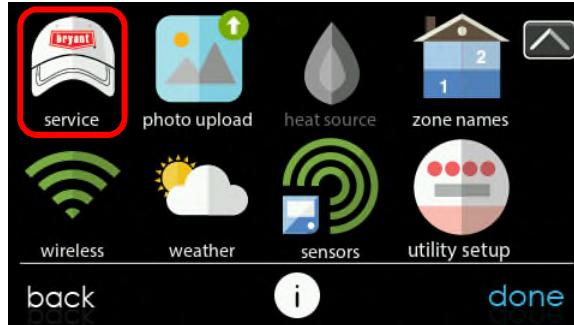 bryant
service
photo upload
heat source
zone names
2
1
wireless
weather
sensors
utility setup
back
i
done